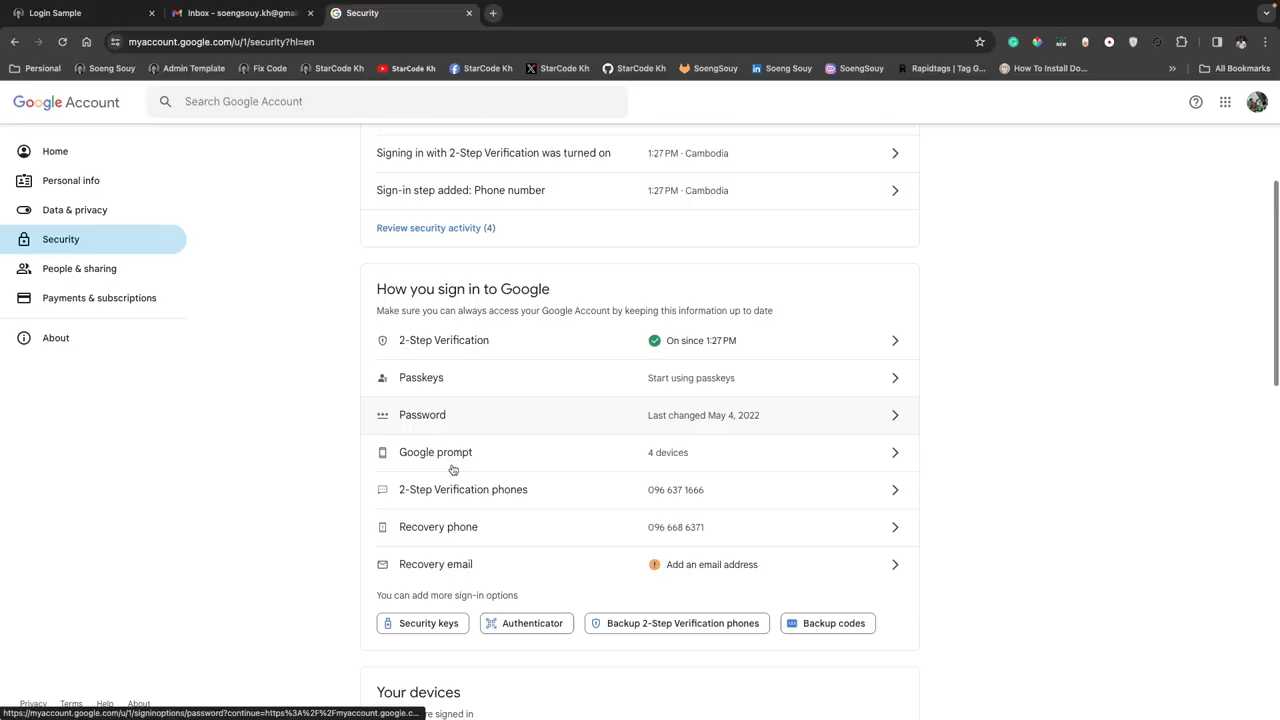 Login Sample
Inbox - soengsouy.kh@gmai
Security
myaccount.google.com/u/1/security?hl=en
Personal
Soeng Souy
Admin Template
Fix Code
StarCode Kh
StarCode Kh
StarCode Kh
StarCode Kh
StarCode Kh
SoengSouy
Soeng Souy
SoengSouy
Rapidtags | Tag G...
How To Install Do...
»
All Bookmarks
Google Account
Search Google Account
Home
Personal info
Data & privacy
Security
People & sharing
Payments & subscriptions
About
Signing in with 2-Step Verification was turned on
1:27 PM · Cambodia
Sign-in step added: Phone number
1:27 PM · Cambodia
Review security activity (4)
How you sign in to Google
Make sure you can always access your Google Account by keeping this information up to date
2-Step Verification
On since 1:27 PM
Passkeys
Start using passkeys
Password
Last changed May 4, 2022
Google prompt
4 devices
2-Step Verification phones
096 637 1666
Recovery phone
096 668 6371
Recovery email
Add an email address
You can add more sign-in options
Security keys
Authenticator
Backup 2-Step Verification phones
Backup codes
Your devices
re signed in
Privacy
Terms
Help
About
https://myaccount.google.com/u/1/signinoptions/password?continue=https%3A%2F%2Fmyaccount.google.c...